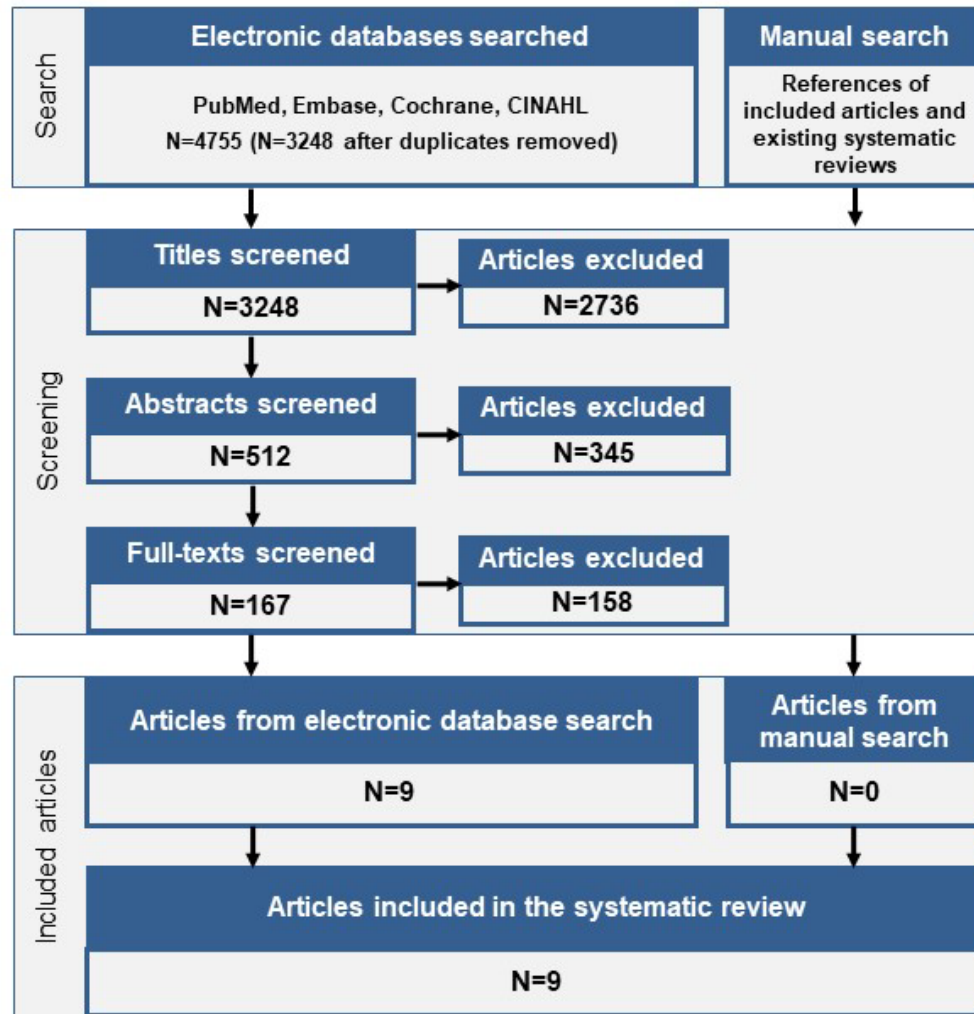 Search
Electronic databases searched
PubMed, Embase, Cochrane, CINAHL
N=4755 (N=3248 after duplicates removed)
Manual search
References of
included articles and
existing systematic
reviews
Screening
Titles screened
N=3248
Articles excluded
N=2736
Abstracts screened
N=512
Articles excluded
N=345
Full-texts screened
N=167
Articles excluded
N=158
Included articles
Articles from electronic database search
N=9
Articles from
manual search
N=0
Articles included in the systematic review
N=9